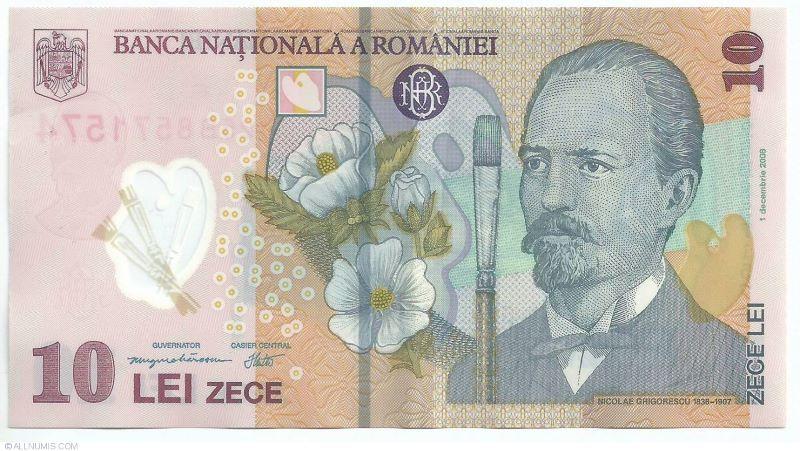 BANCA NAȚIONALĂ A ROMÂNIEI
10
1 decembrie 2008
GUVERNATOR
CASIER CENTRAL
10 LEI ZECE
ZECE LEI
NICOLAE GRIGORESCU 1838-1907
© ALLNUMIS.COM